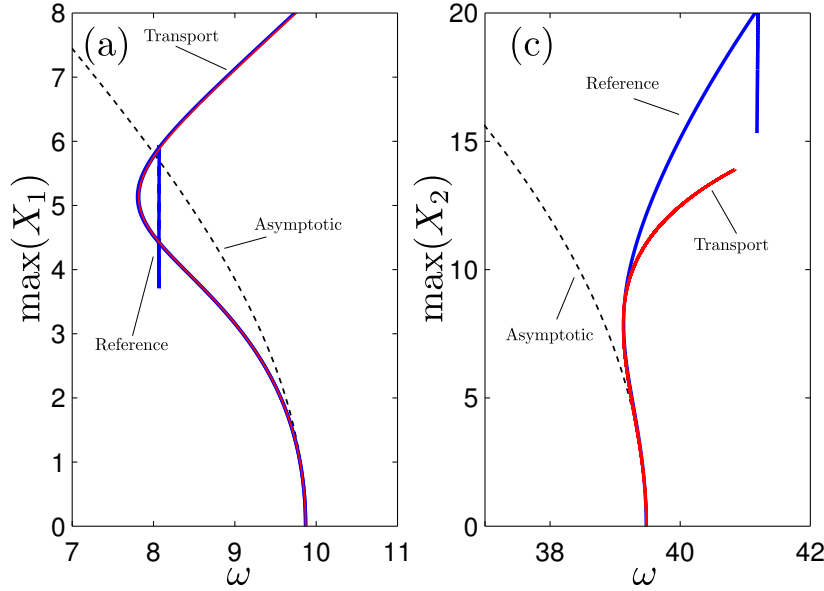 (a)
Transport
Asymptotic
Reference
max(X₁)
8
7
6
5
4
3
2
1
0
7
8
9
10
11
ω
(c)
Reference
Transport
Asymptotic
max(X₂)
20
15
10
5
0
38
40
42
ω